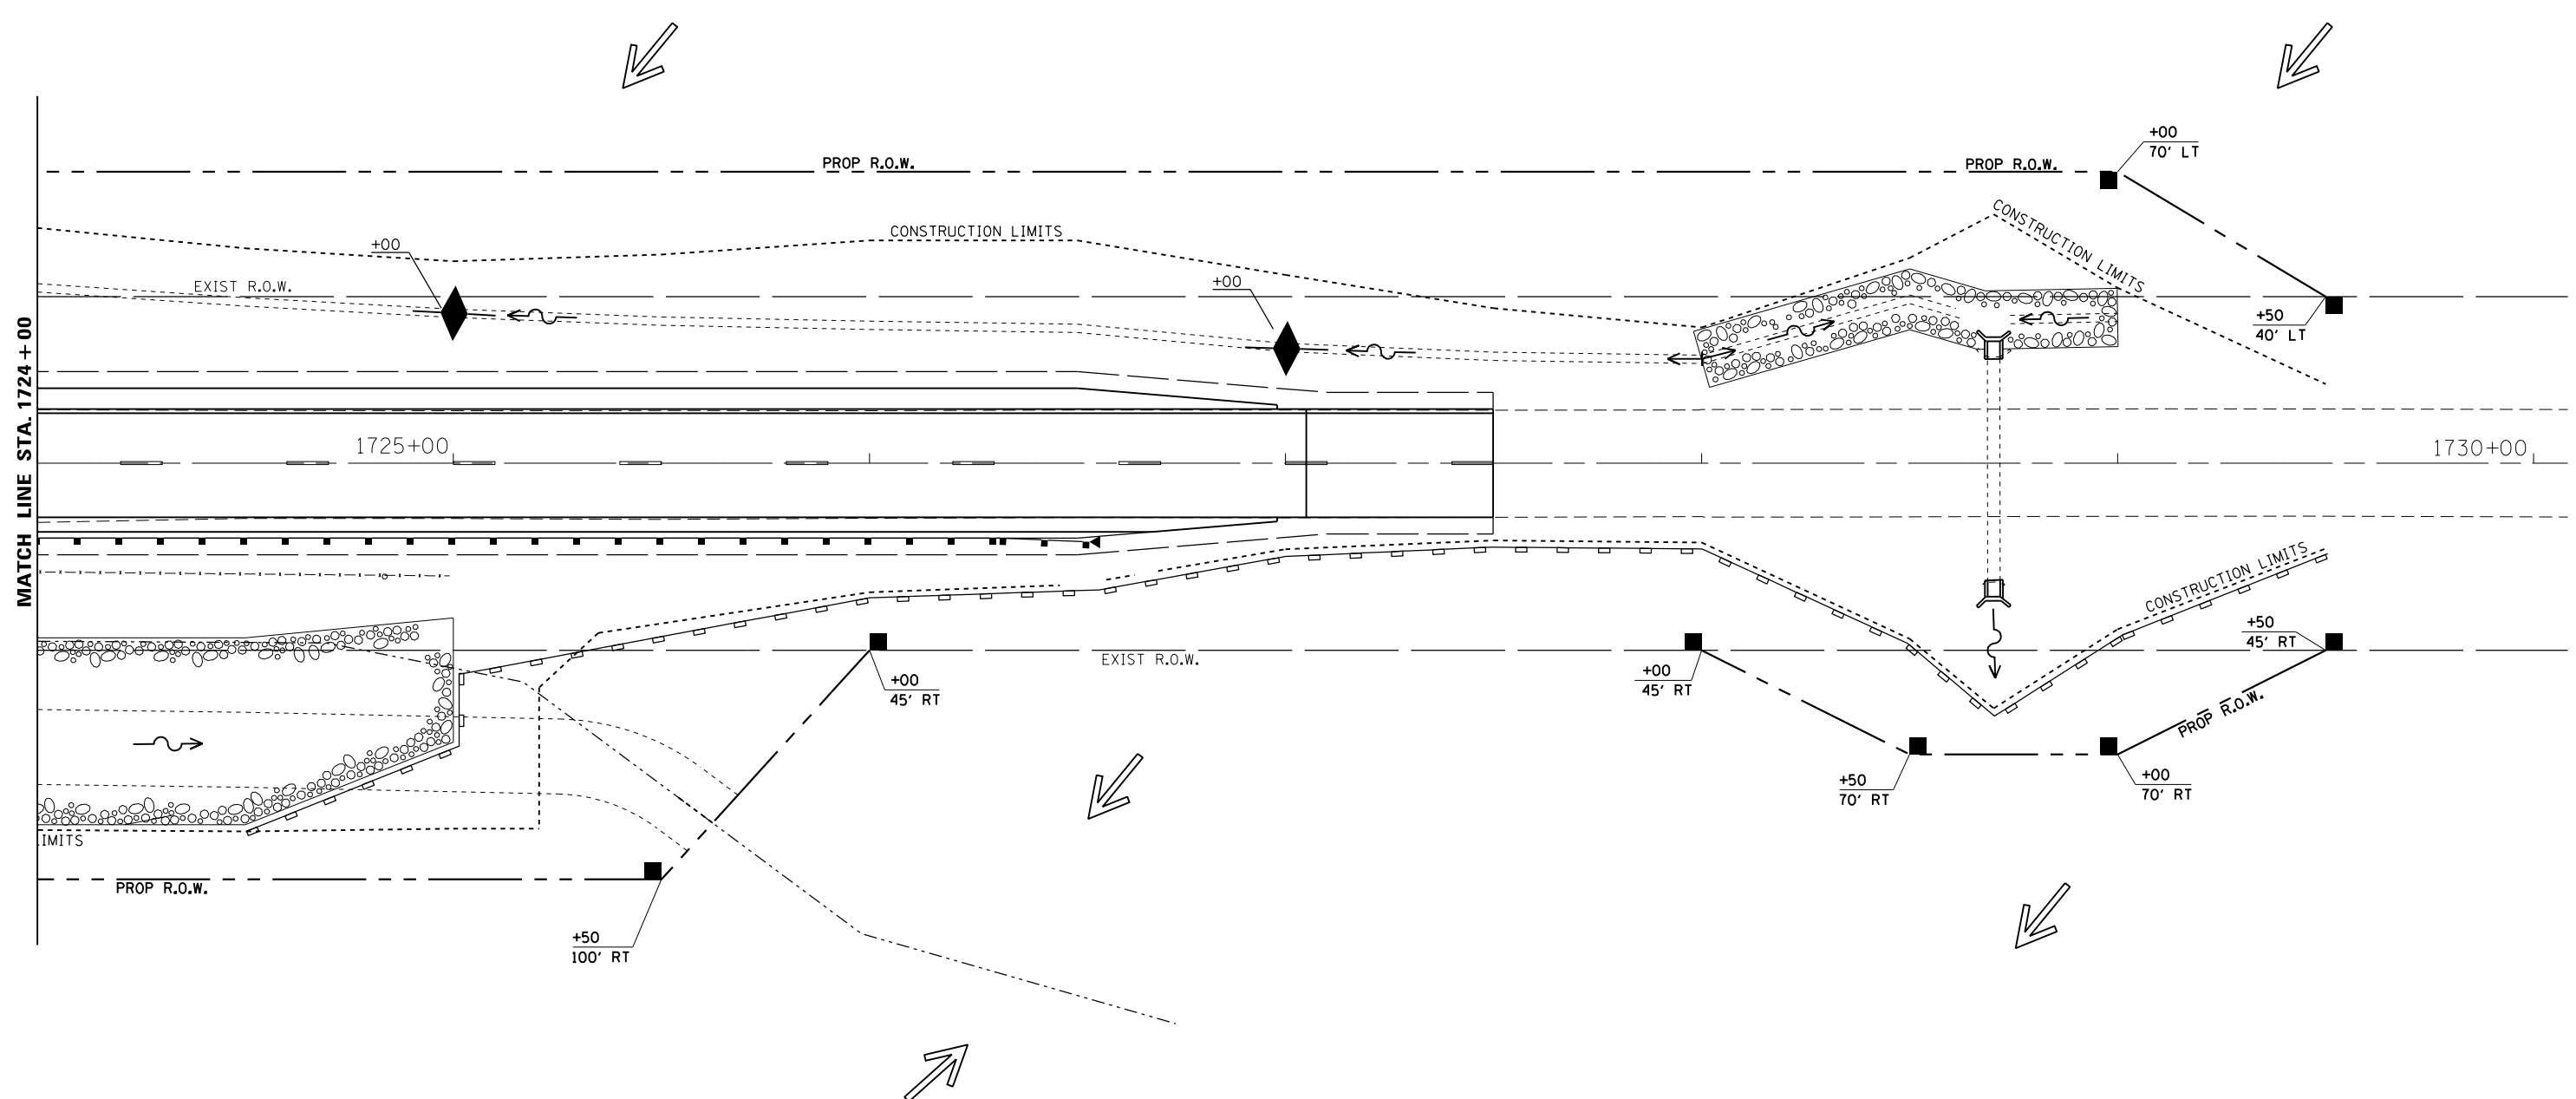 +00
70' LT
PROP R.O.W.
PROP R.O.W.
CONSTRUCTION LIMITS
CONSTRUCTION LIMITS
+00
+00
EXIST R.O.W.
+50
40' LT
MATCH LINE STA. 1724 + 00
1725+00
1730+00
CONSTRUCTION LIMITS
+50
45' RT
EXIST R.O.W.
+00
45' RT
+00
45' RT
PROP R.O.W.
+50
70' RT
+00
70' RT
IMITS
PROP R.O.W.
+50
100' RT